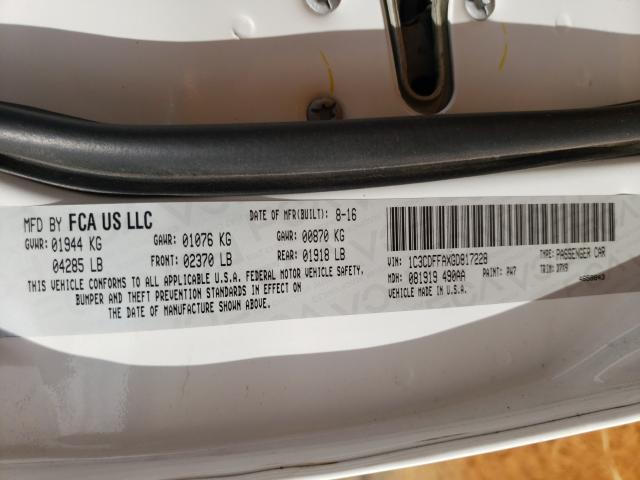 MFD BY FCA US LLC
DATE OF MFR(BUILT): 8-16
GVWR: 01944 KG GAWR: 01076 KG GAWR: 00870 KG
04285 LB FRONT: 02370 LB REAR: 01918 LB
THIS VEHICLE CONFORMS TO ALL APPLICABLE U.S.A. FEDERAL MOTOR VEHICLE SAFETY,
BUMPER AND THEFT PREVENTION STANDARDS IN EFFECT ON
THE DATE OF MANUFACTURE SHOWN ABOVE.
VIN: 1C3CDFFAXGD817228 TYPE: PASSENGER CAR
MDH: 081919 490AA PAINT: PW7 TRIM: D7X9
VEHICLE MADE IN U.S.A.